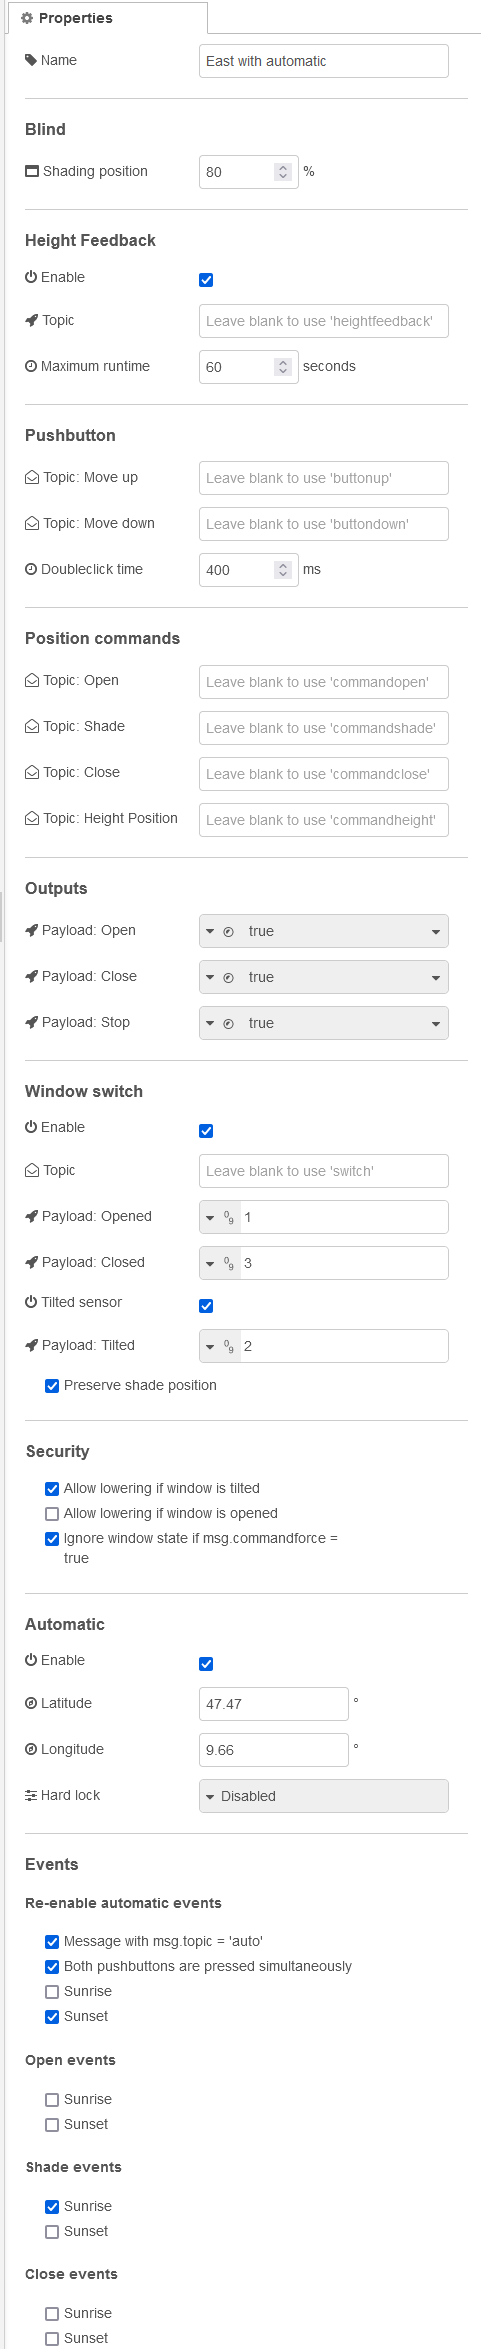 Properties
Name
East with automatic
Blind
Shading position
80
%
Height Feedback
Enable
Topic
Leave blank to use 'heightfeedback'
Maximum runtime
60
seconds
Pushbutton
Topic: Move up
Leave blank to use 'buttonup'
Topic: Move down
Leave blank to use 'buttondown'
Doubleclick time
400
ms
Position commands
Topic: Open
Leave blank to use 'commandopen'
Topic: Shade
Leave blank to use 'commandshade'
Topic: Close
Leave blank to use 'commandclose'
Topic: Height Position
Leave blank to use 'commandheight'
Outputs
Payload: Open
true
Payload: Close
true
Payload: Stop
true
Window switch
Enable
Topic
Leave blank to use 'switch'
Payload: Opened
0
9
1
Payload: Closed
0
9
3
Tilted sensor
Payload: Tilted
0
9
2
Preserve shade position
Security
Allow lowering if window is tilted
Allow lowering if window is opened
Ignore window state if msg.commandforce =
true
Automatic
Enable
Latitude
47.47
°
Longitude
9.66
°
Hard lock
Disabled
Events
Re-enable automatic events
Message with msg.topic = 'auto'
Both pushbuttons are pressed simultaneously
Sunrise
Sunset
Open events
Sunrise
Sunset
Shade events
Sunrise
Sunset
Close events
Sunrise
Sunset